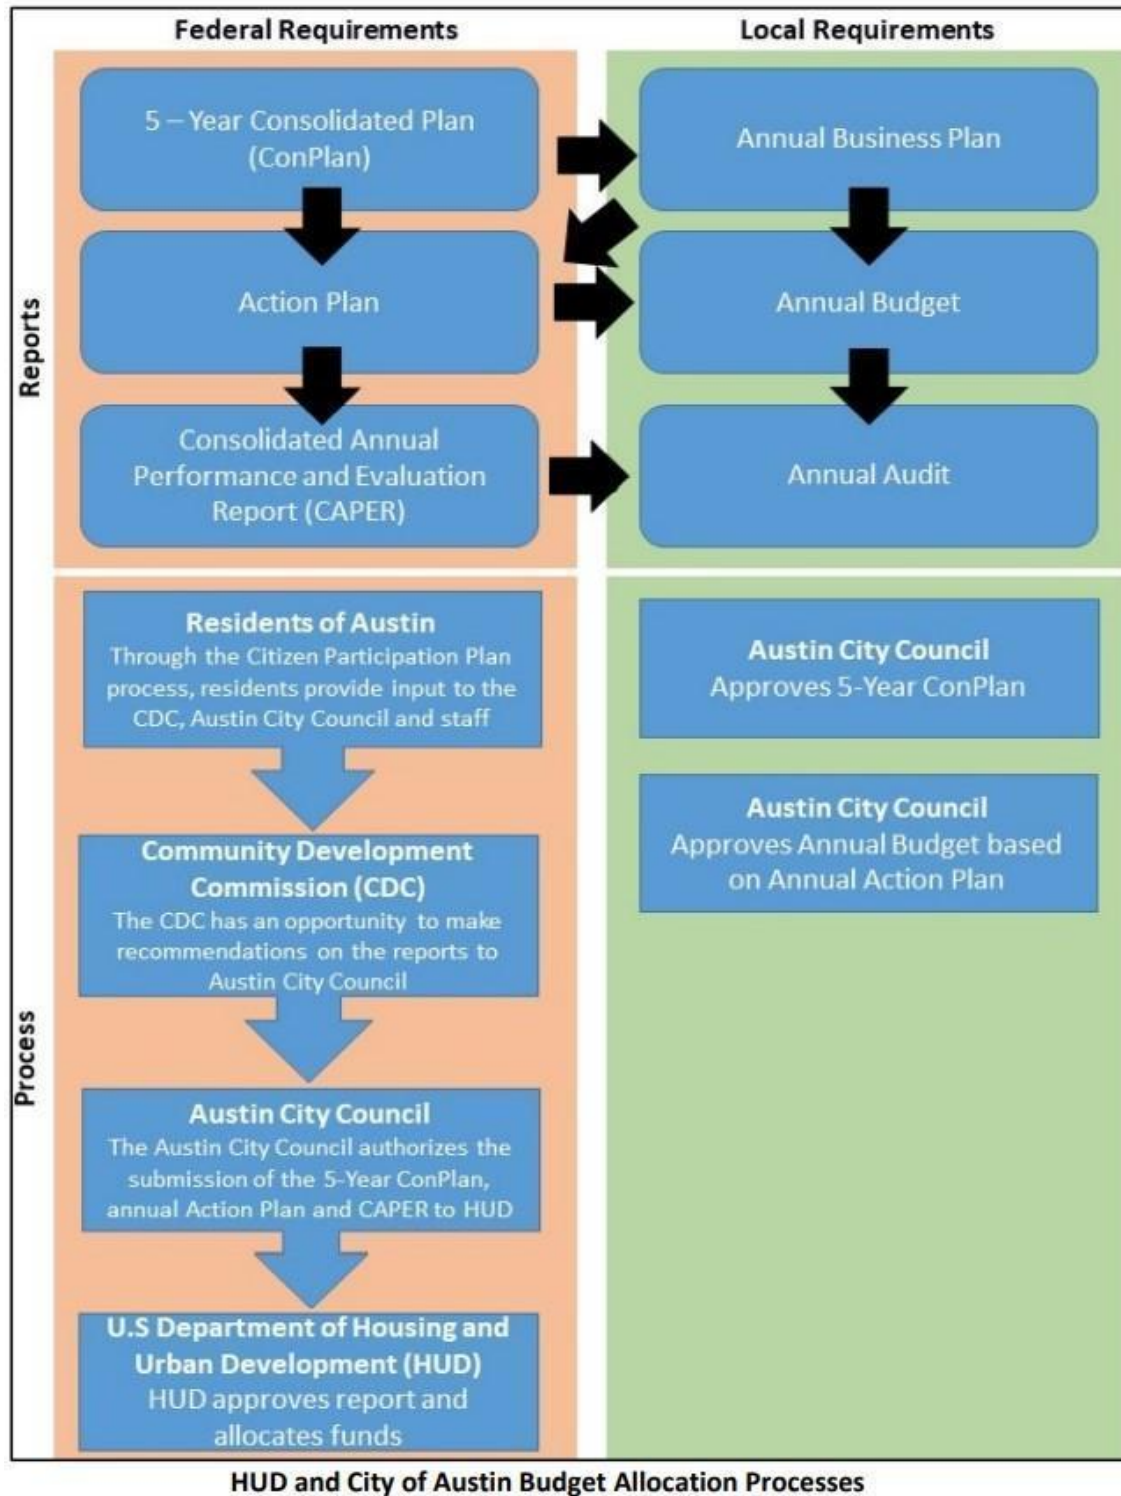 Federal Requirements
Local Requirements
Reports
5 – Year Consolidated Plan
(ConPlan)
Annual Business Plan
Action Plan
Annual Budget
Consolidated Annual
Performance and Evaluation
Report (CAPER)
Annual Audit
Process
Residents of Austin
Through the Citizen Participation Plan
process, residents provide input to the
CDC, Austin City Council and staff
Community Development
Commission (CDC)
The CDC has an opportunity to make
recommendations on the reports to
Austin City Council
Austin City Council
The Austin City Council authorizes the
submission of the 5-Year ConPlan,
annual Action Plan and CAPER to HUD
U.S Department of Housing and
Urban Development (HUD)
HUD approves report and
allocates funds
Austin City Council
Approves 5-Year ConPlan
Austin City Council
Approves Annual Budget based
on Annual Action Plan
HUD and City of Austin Budget Allocation Processes